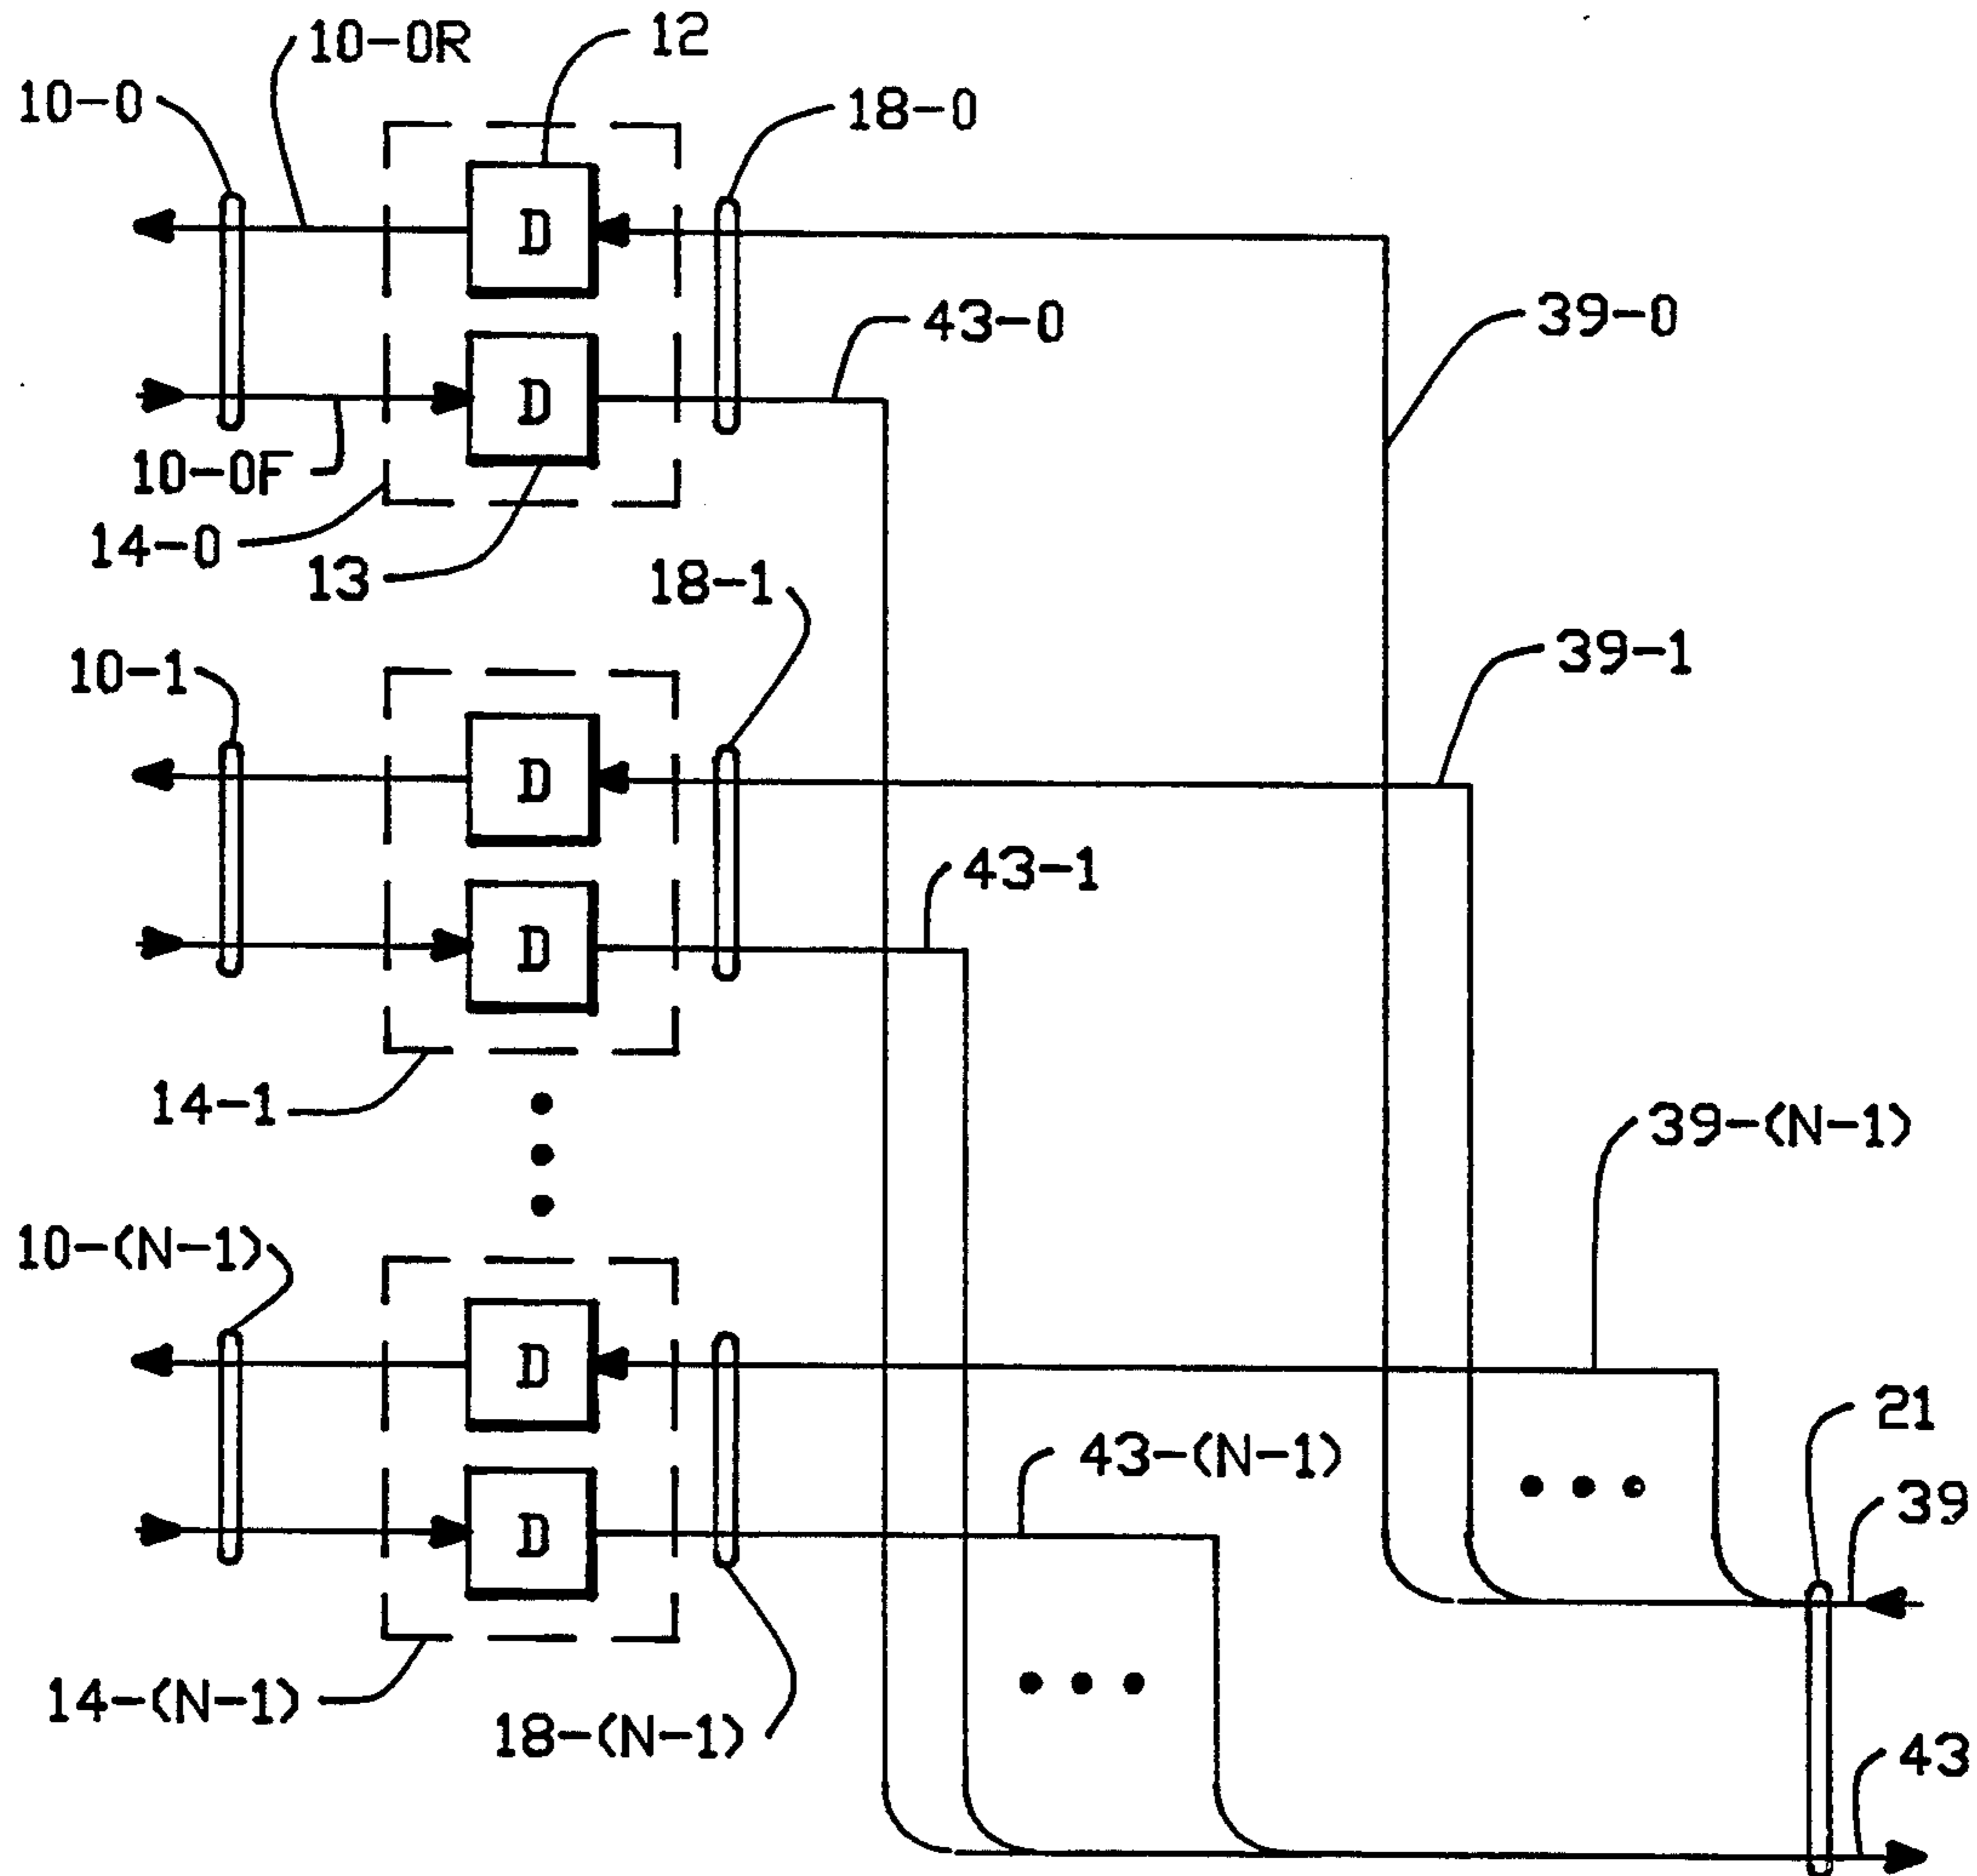 10-0R
12
10-0
18-0
D
39-0
43-0
D
10-0F
14-0
13
18-1
10-1
39-1
D
43-1
D
14-1
39-(N-1)
10-(N-1)
D
21
43-(N-1)
39
D
14-(N-1)
18-(N-1)
43